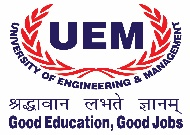 UEM
UNIVERSITY OF ENGINEERING & MANAGEMENT
श्रद्धावान लभते ज्ञानम्
Good Education, Good Jobs